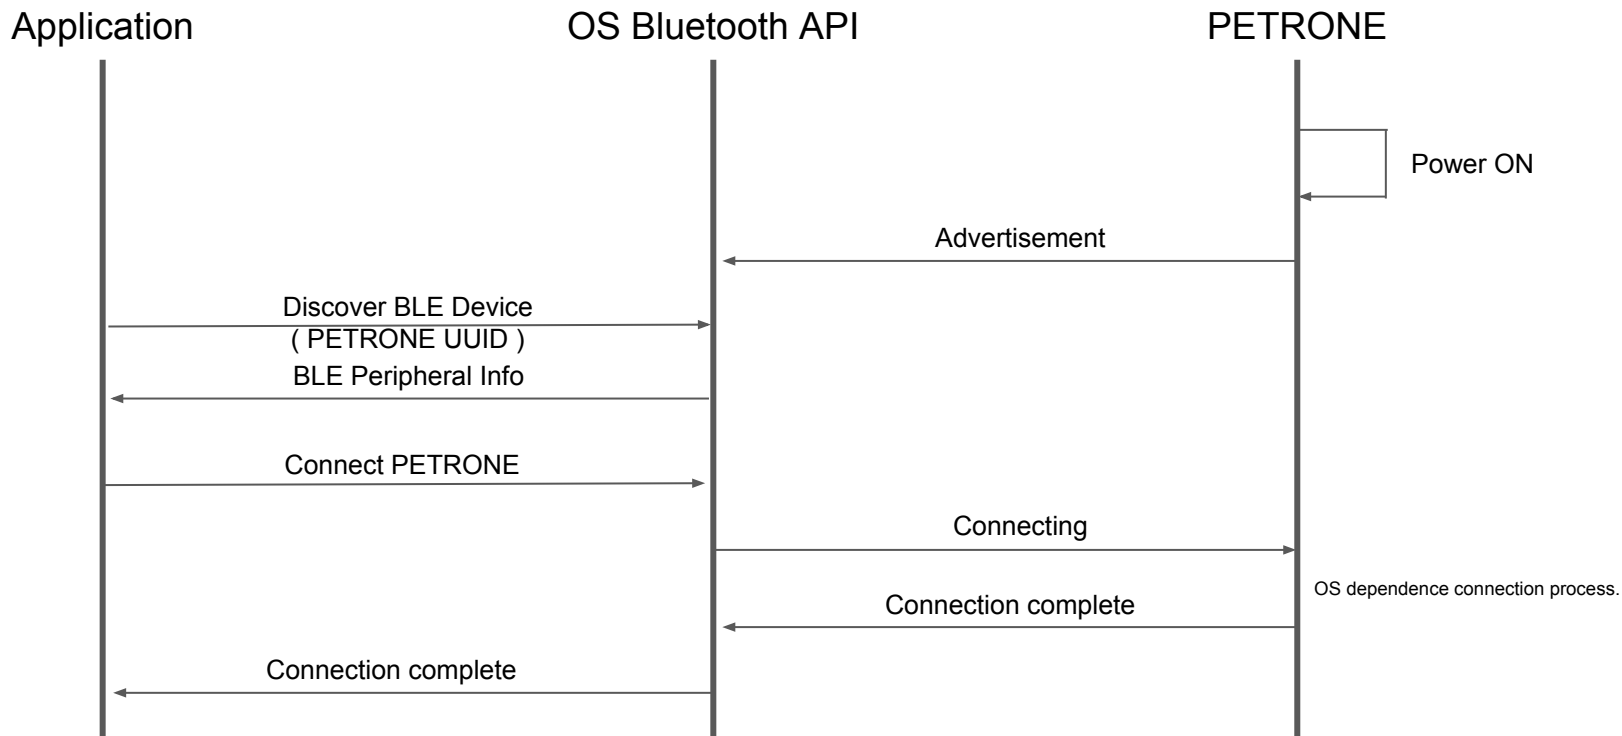 Application
OS Bluetooth API
PETRONE
Power ON
Advertisement
Discover BLE Device
( PETRONE UUID )
BLE Peripheral Info
Connect PETRONE
Connecting
OS dependence connection process.
Connection complete
Connection complete